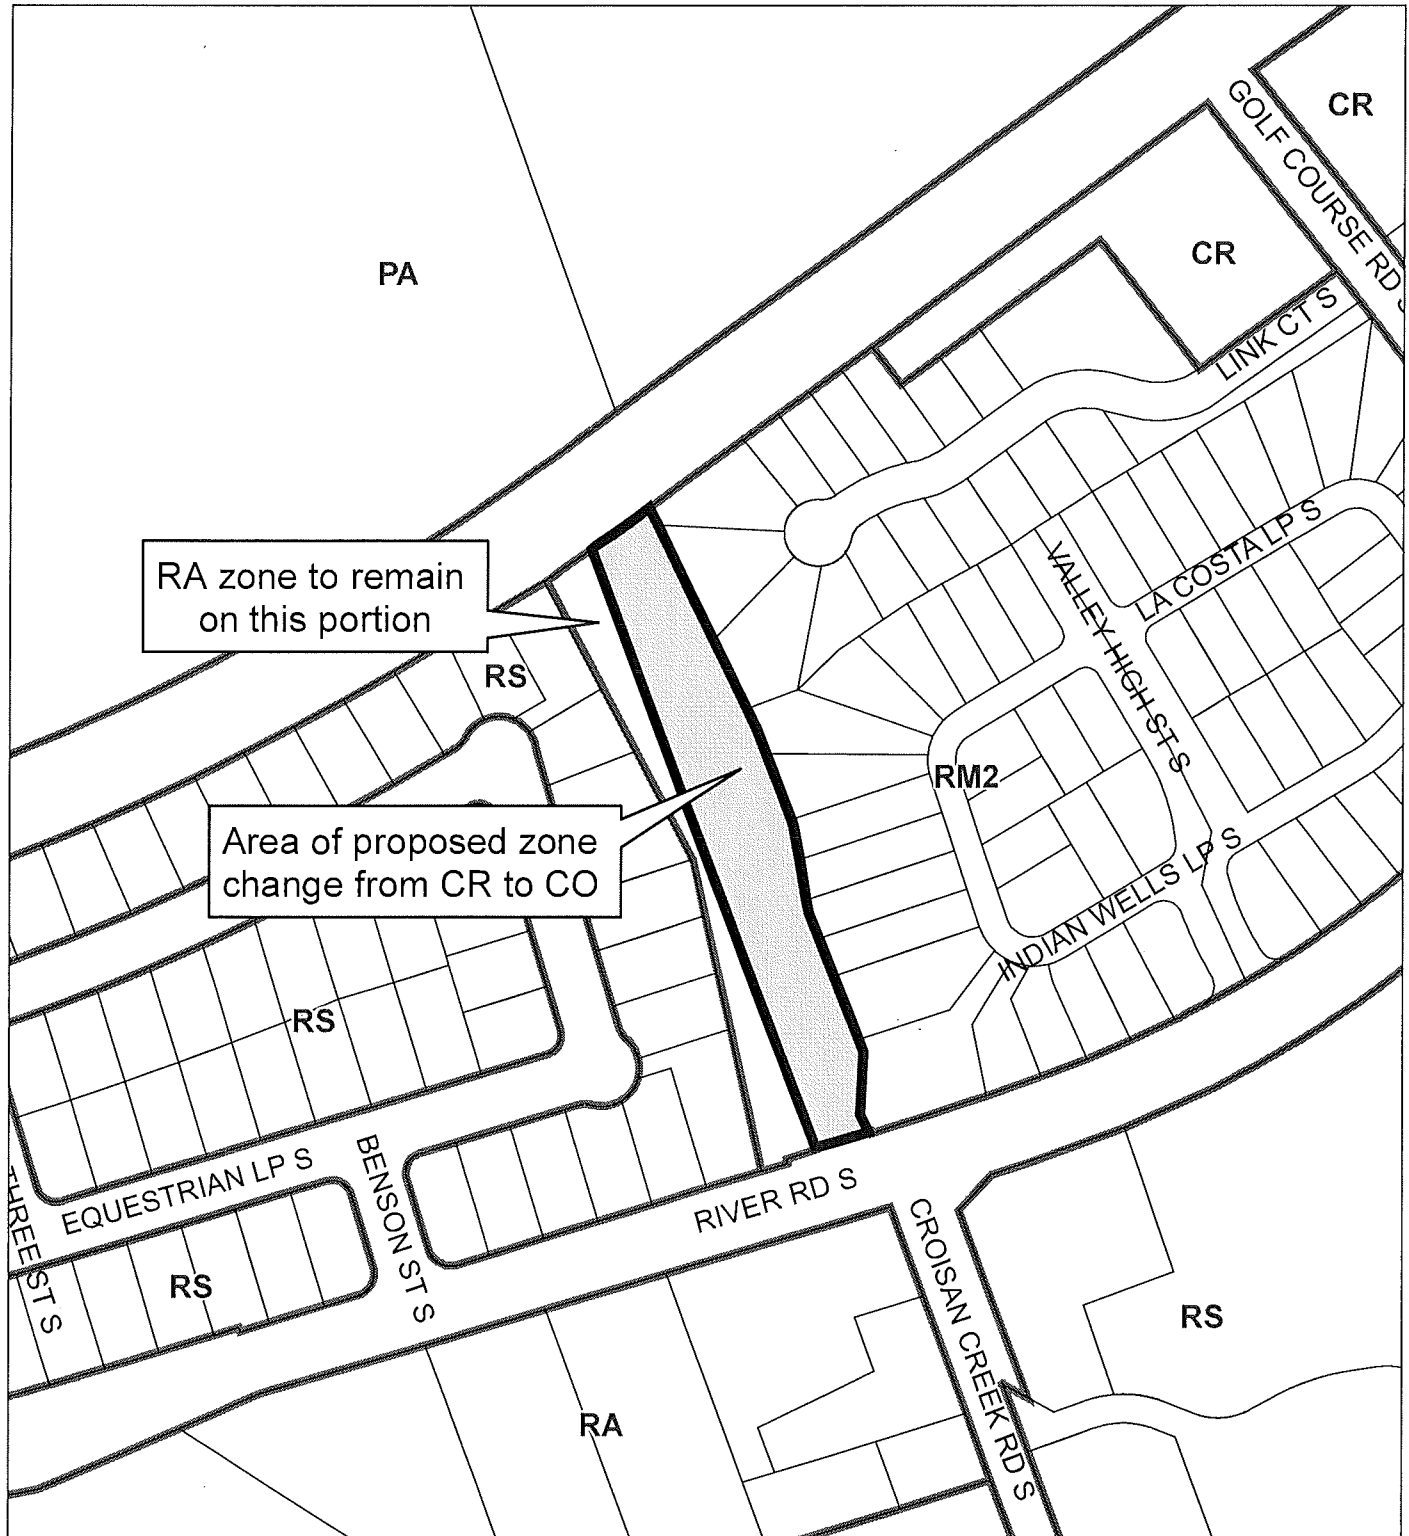 CR
GOLF COURSE RD S
CR
PA
LINK CT S
LA COSTA LP S
VALLEY HIGH ST S
RA zone to remain
on this portion
RS
RM2
Area of proposed zone
change from CR to CO
INDIAN WELLS LP S
RS
EQUESTRIAN LP S
BENSON ST S
THREE ST S
RIVER RD S
CROISAN CREEK RD S
RS
RS
RA